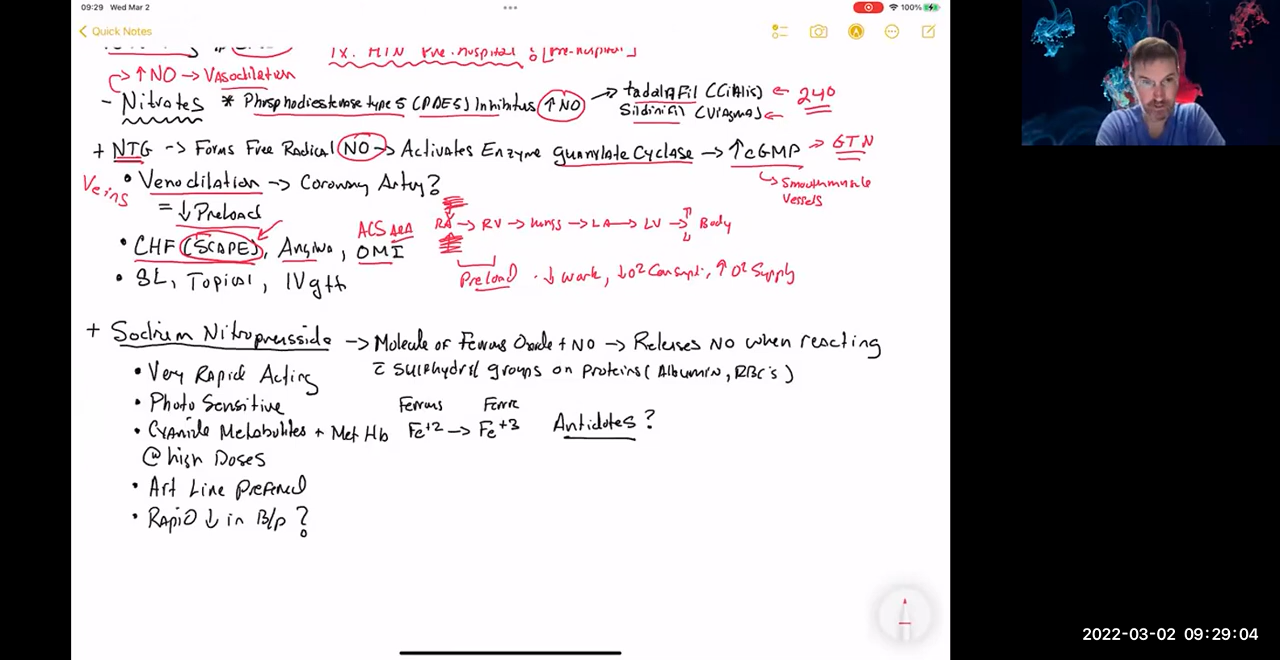 09:29 Wed Mar 2
100%
Quick Notes
Tx. HTN Pre-Hospital
↑NO → Vasodilation
- Nitrates * Phosphodiesterase type 5 (PDE5) Inhibitors ↑NO → tadalafil (Cialis) ← 240
Sildinifil (Viagra) ←
+ NTG → Forms Free Radical NO → Activates Enzyme guanylate Cyclase → ↑cGMP → GTN
Veins • Venodilation → Coronary Artery? ↳ Smooth muscle
Vessels
= ↓ Preload
ACS AHA RA → RV → lungs → LA → LV → Body
• CHF (SCAPE), Angina, OMI
Preload · ↓ Work, ↓O² Consupt., ↑O² Supply
• SL, Topical, IV gtt
+ Sodium Nitroprusside → Molecule of Ferrous Oxide + NO → Releases NO when reacting
• Very Rapid Acting c̄ Sulphydryl groups on Proteins (Albumin, RBC's)
• Photo Sensitive Ferrous Ferric
• Cyanide Metabolites + Met Hb Fe+2 → Fe+3 Antidotes?
@ high Doses
• Art Line Preferred
• Rapid ↓ in B/p ?
2022-03-02 09:29:04